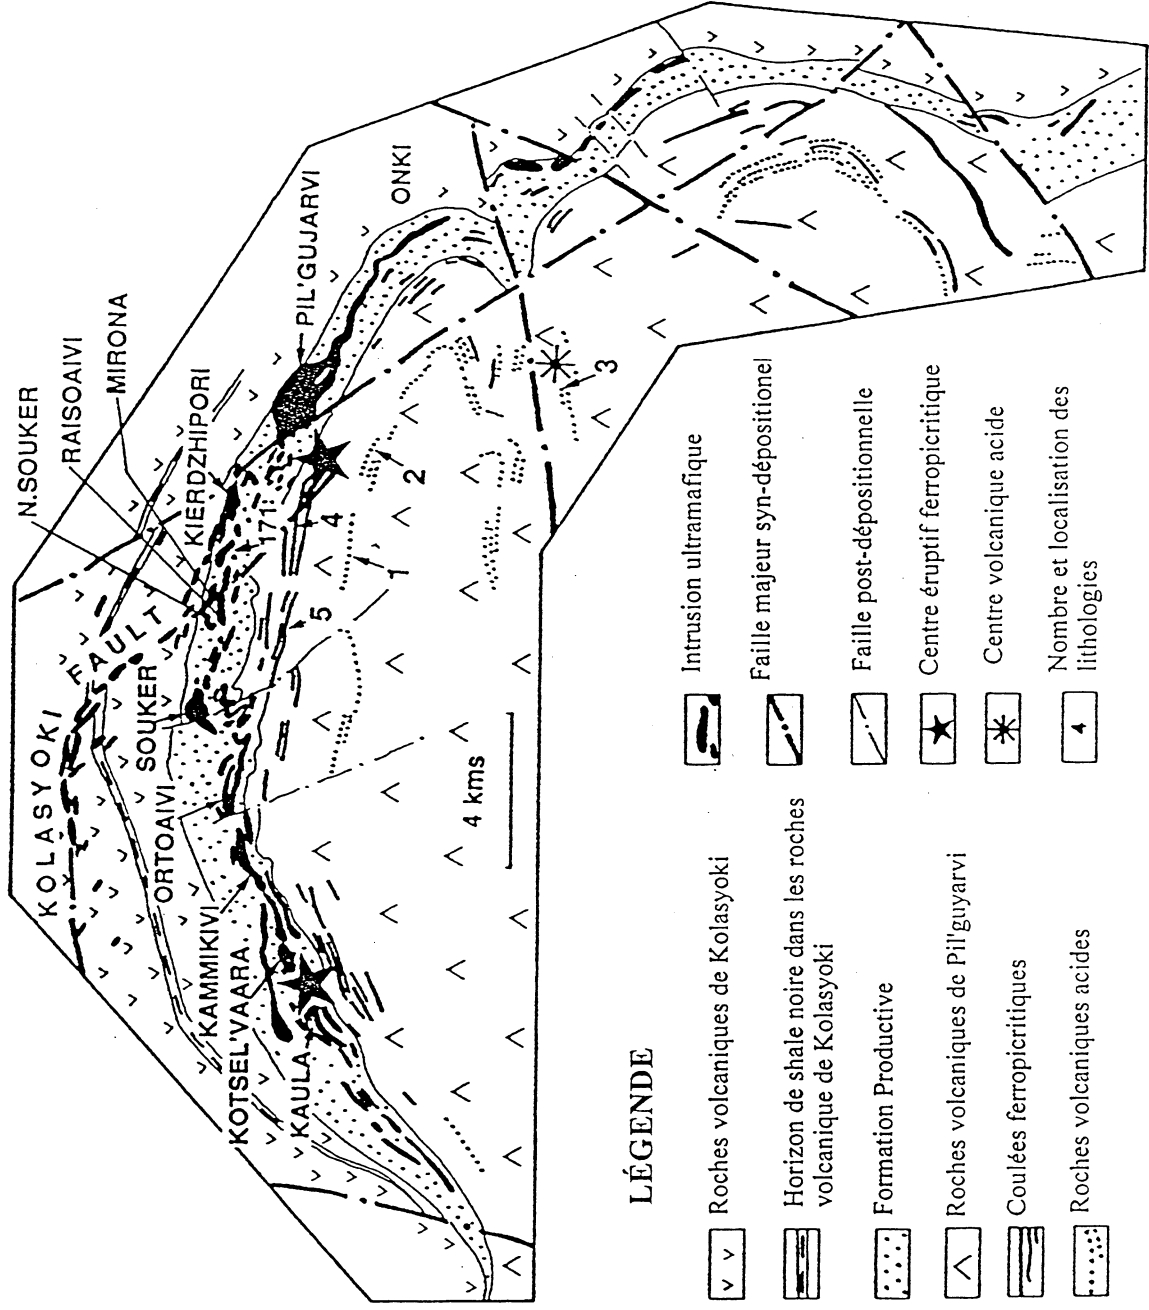 N.SOUKER
RAISOAIVI
MIRONA
KIERDZHIPORI
PIL'GUJARVI
ONKI
KOLASYOKI
FAULT
SOUKER
ORTOAIVI
KAMMIKIVI
KOTSEL'VAARA
KAULA
"171"
1
2
3
4
5
4 kms
LÉGENDE
Roches volcaniques de Kolasyoki
Horizon de shale noire dans les roches
volcanique de Kolasyoki
Formation Productive
Roches volcaniques de Pil'guyarvi
Coulées ferropicritiques
Roches volcaniques acides
Intrusion ultramafique
Faille majeur syn-dépositionel
Faille post-dépositionnelle
Centre éruptif ferropicritique
Centre volcanique acide
4
Nombre et localisation des
lithologies